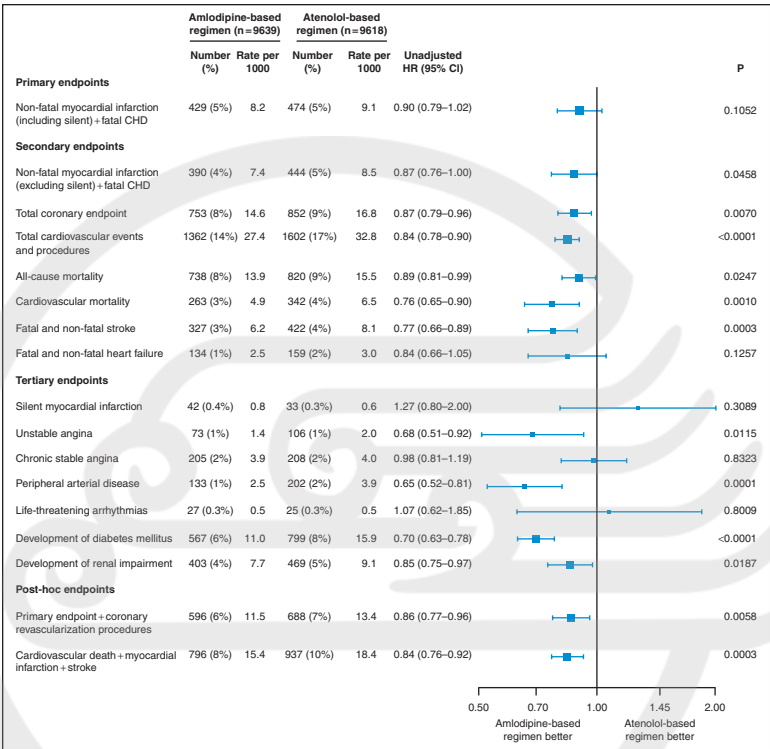 Amlodipine-based Atenolol-based
regimen (n=9639) regimen (n=9618)
Number Rate per Number Rate per Unadjusted
(%) 1000 (%) 1000 HR (95% CI) P
Primary endpoints
Non-fatal myocardial infarction 429 (5%) 8.2 474 (5%) 9.1 0.90 (0.79–1.02) 0.1052
(including silent)+fatal CHD
Secondary endpoints
Non-fatal myocardial infarction 390 (4%) 7.4 444 (5%) 8.5 0.87 (0.76–1.00) 0.0458
(excluding silent)+fatal CHD
Total coronary endpoint 753 (8%) 14.6 852 (9%) 16.8 0.87 (0.79–0.96) 0.0070
Total cardiovascular events 1362 (14%) 27.4 1602 (17%) 32.8 0.84 (0.78–0.90) <0.0001
and procedures
All-cause mortality 738 (8%) 13.9 820 (9%) 15.5 0.89 (0.81–0.99) 0.0247
Cardiovascular mortality 263 (3%) 4.9 342 (4%) 6.5 0.76 (0.65–0.90) 0.0010
Fatal and non-fatal stroke 327 (3%) 6.2 422 (4%) 8.1 0.77 (0.66–0.89) 0.0003
Fatal and non-fatal heart failure 134 (1%) 2.5 159 (2%) 3.0 0.84 (0.66–1.05) 0.1257
Tertiary endpoints
Silent myocardial infarction 42 (0.4%) 0.8 33 (0.3%) 0.6 1.27 (0.80–2.00) 0.3089
Unstable angina 73 (1%) 1.4 106 (1%) 2.0 0.68 (0.51–0.92) 0.0115
Chronic stable angina 205 (2%) 3.9 208 (2%) 4.0 0.98 (0.81–1.19) 0.8323
Peripheral arterial disease 133 (1%) 2.5 202 (2%) 3.9 0.65 (0.52–0.81) 0.0001
Life-threatening arrhythmias 27 (0.3%) 0.5 25 (0.3%) 0.5 1.07 (0.62–1.85) 0.8009
Development of diabetes mellitus 567 (6%) 11.0 799 (8%) 15.9 0.70 (0.63–0.78) <0.0001
Development of renal impairment 403 (4%) 7.7 469 (5%) 9.1 0.85 (0.75–0.97) 0.0187
Post-hoc endpoints
Primary endpoint+coronary 596 (6%) 11.5 688 (7%) 13.4 0.86 (0.77–0.96) 0.0058
revascularization procedures
Cardiovascular death+myocardial 796 (8%) 15.4 937 (10%) 18.4 0.84 (0.76–0.92) 0.0003
infarction+stroke
0.50 0.70 1.00 1.45 2.00
Amlodipine-based Atenolol-based
regimen better regimen better